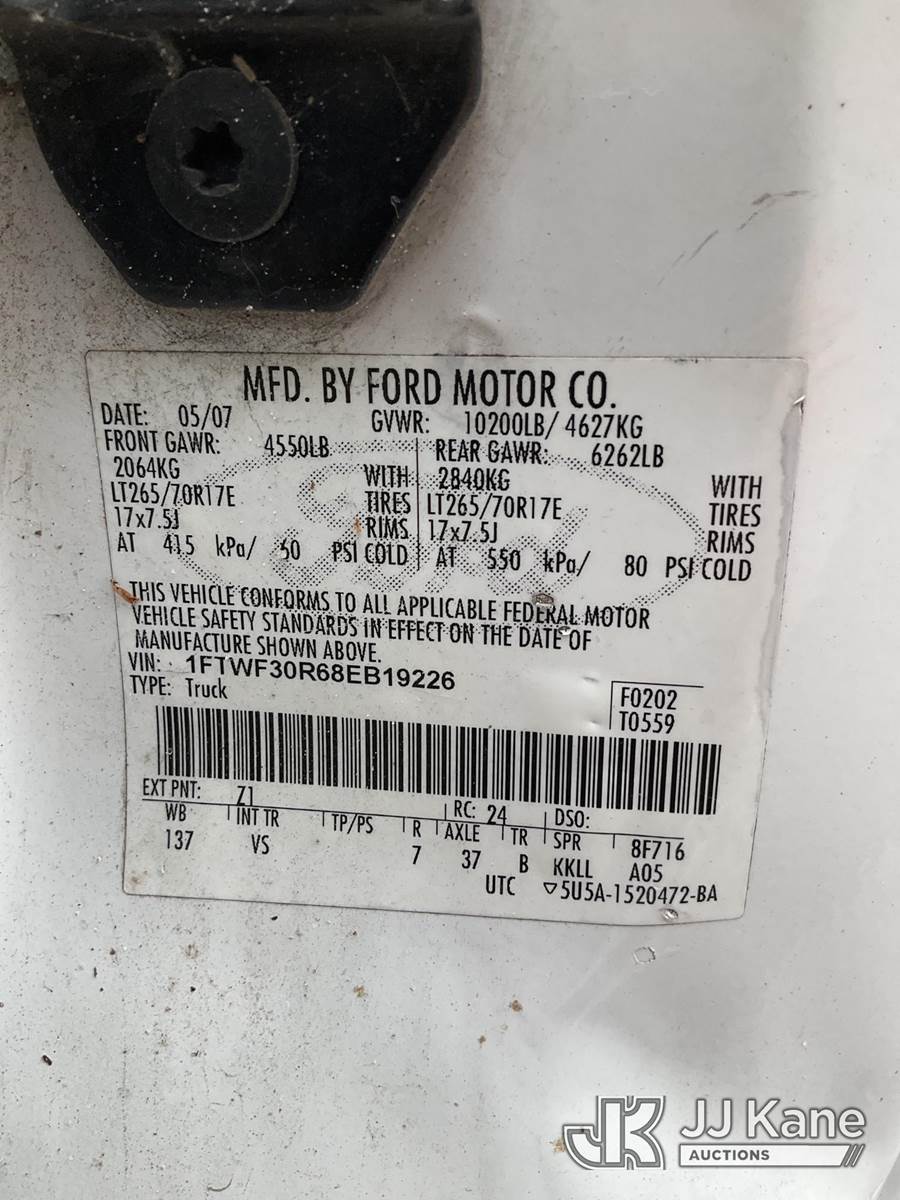 MFD. BY FORD MOTOR CO.
DATE: 05/07 GVWR: 10200LB/ 4627KG
FRONT GAWR: 4550LB REAR GAWR: 6262LB
2064KG WITH 2840KG WITH
LT265/70R17E TIRES LT265/70R17E TIRES
17x7.5J RIMS 17x7.5J RIMS
AT 415 kPa/ 60 PSI COLD AT 550 kPa/ 80 PSI COLD
THIS VEHICLE CONFORMS TO ALL APPLICABLE FEDERAL MOTOR
VEHICLE SAFETY STANDARDS IN EFFECT ON THE DATE OF
MANUFACTURE SHOWN ABOVE.
VIN: 1FTWF30R68EB19226
TYPE: Truck
F0202
T0559
EXT PNT: Z1 RC: 24 DSO:
WB INT TR TP/PS R AXLE TR SPR 8F716
137 VS 7 37 B KKLL A05
UTC ▽5U5A-1520472-BA
Ford
JK JJ Kane
AUCTIONS